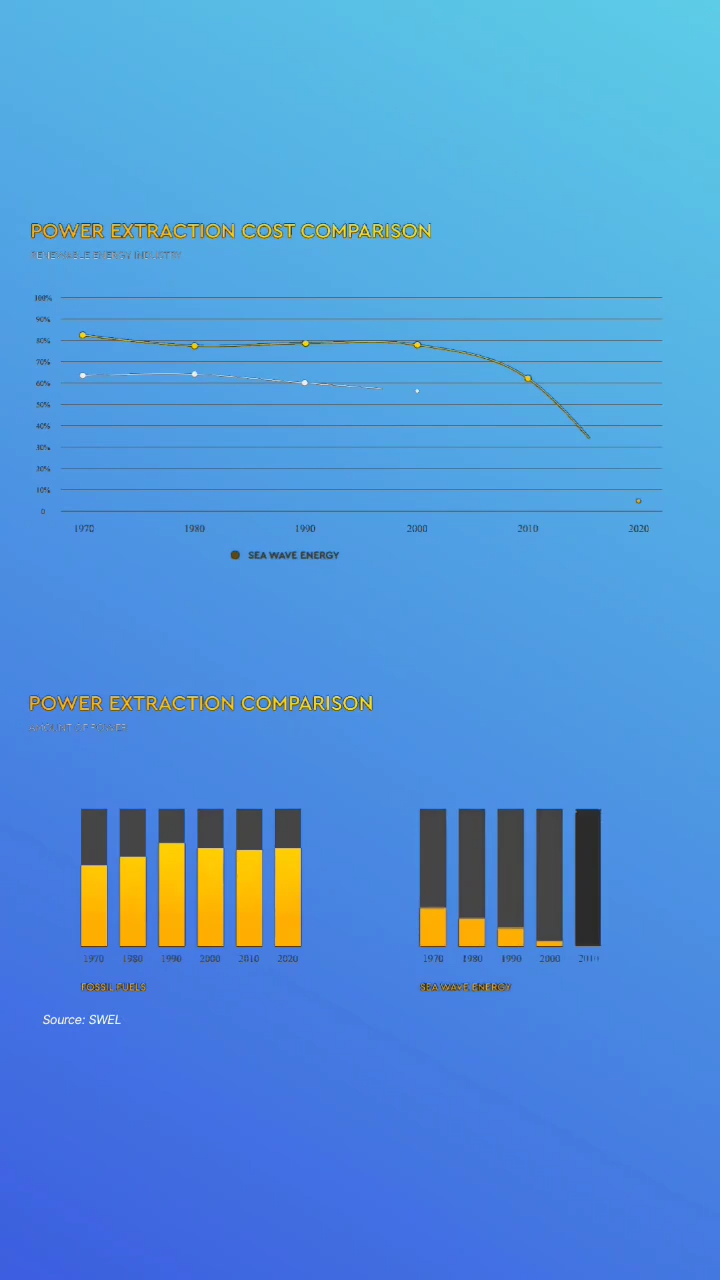 POWER EXTRACTION COST COMPARISON
RENEWABLE ENERGY INDUSTRY
100%
90%
80%
70%
60%
50%
40%
30%
20%
10%
0
1970 1980 1990 2000 2010 2020
SEA WAVE ENERGY
POWER EXTRACTION COMPARISON
AMOUNT OF POWER
1970 1980 1990 2000 2010 2020 1970 1980 1990 2000 2010
FOSSIL FUELS SEA WAVE ENERGY
Source: SWEL